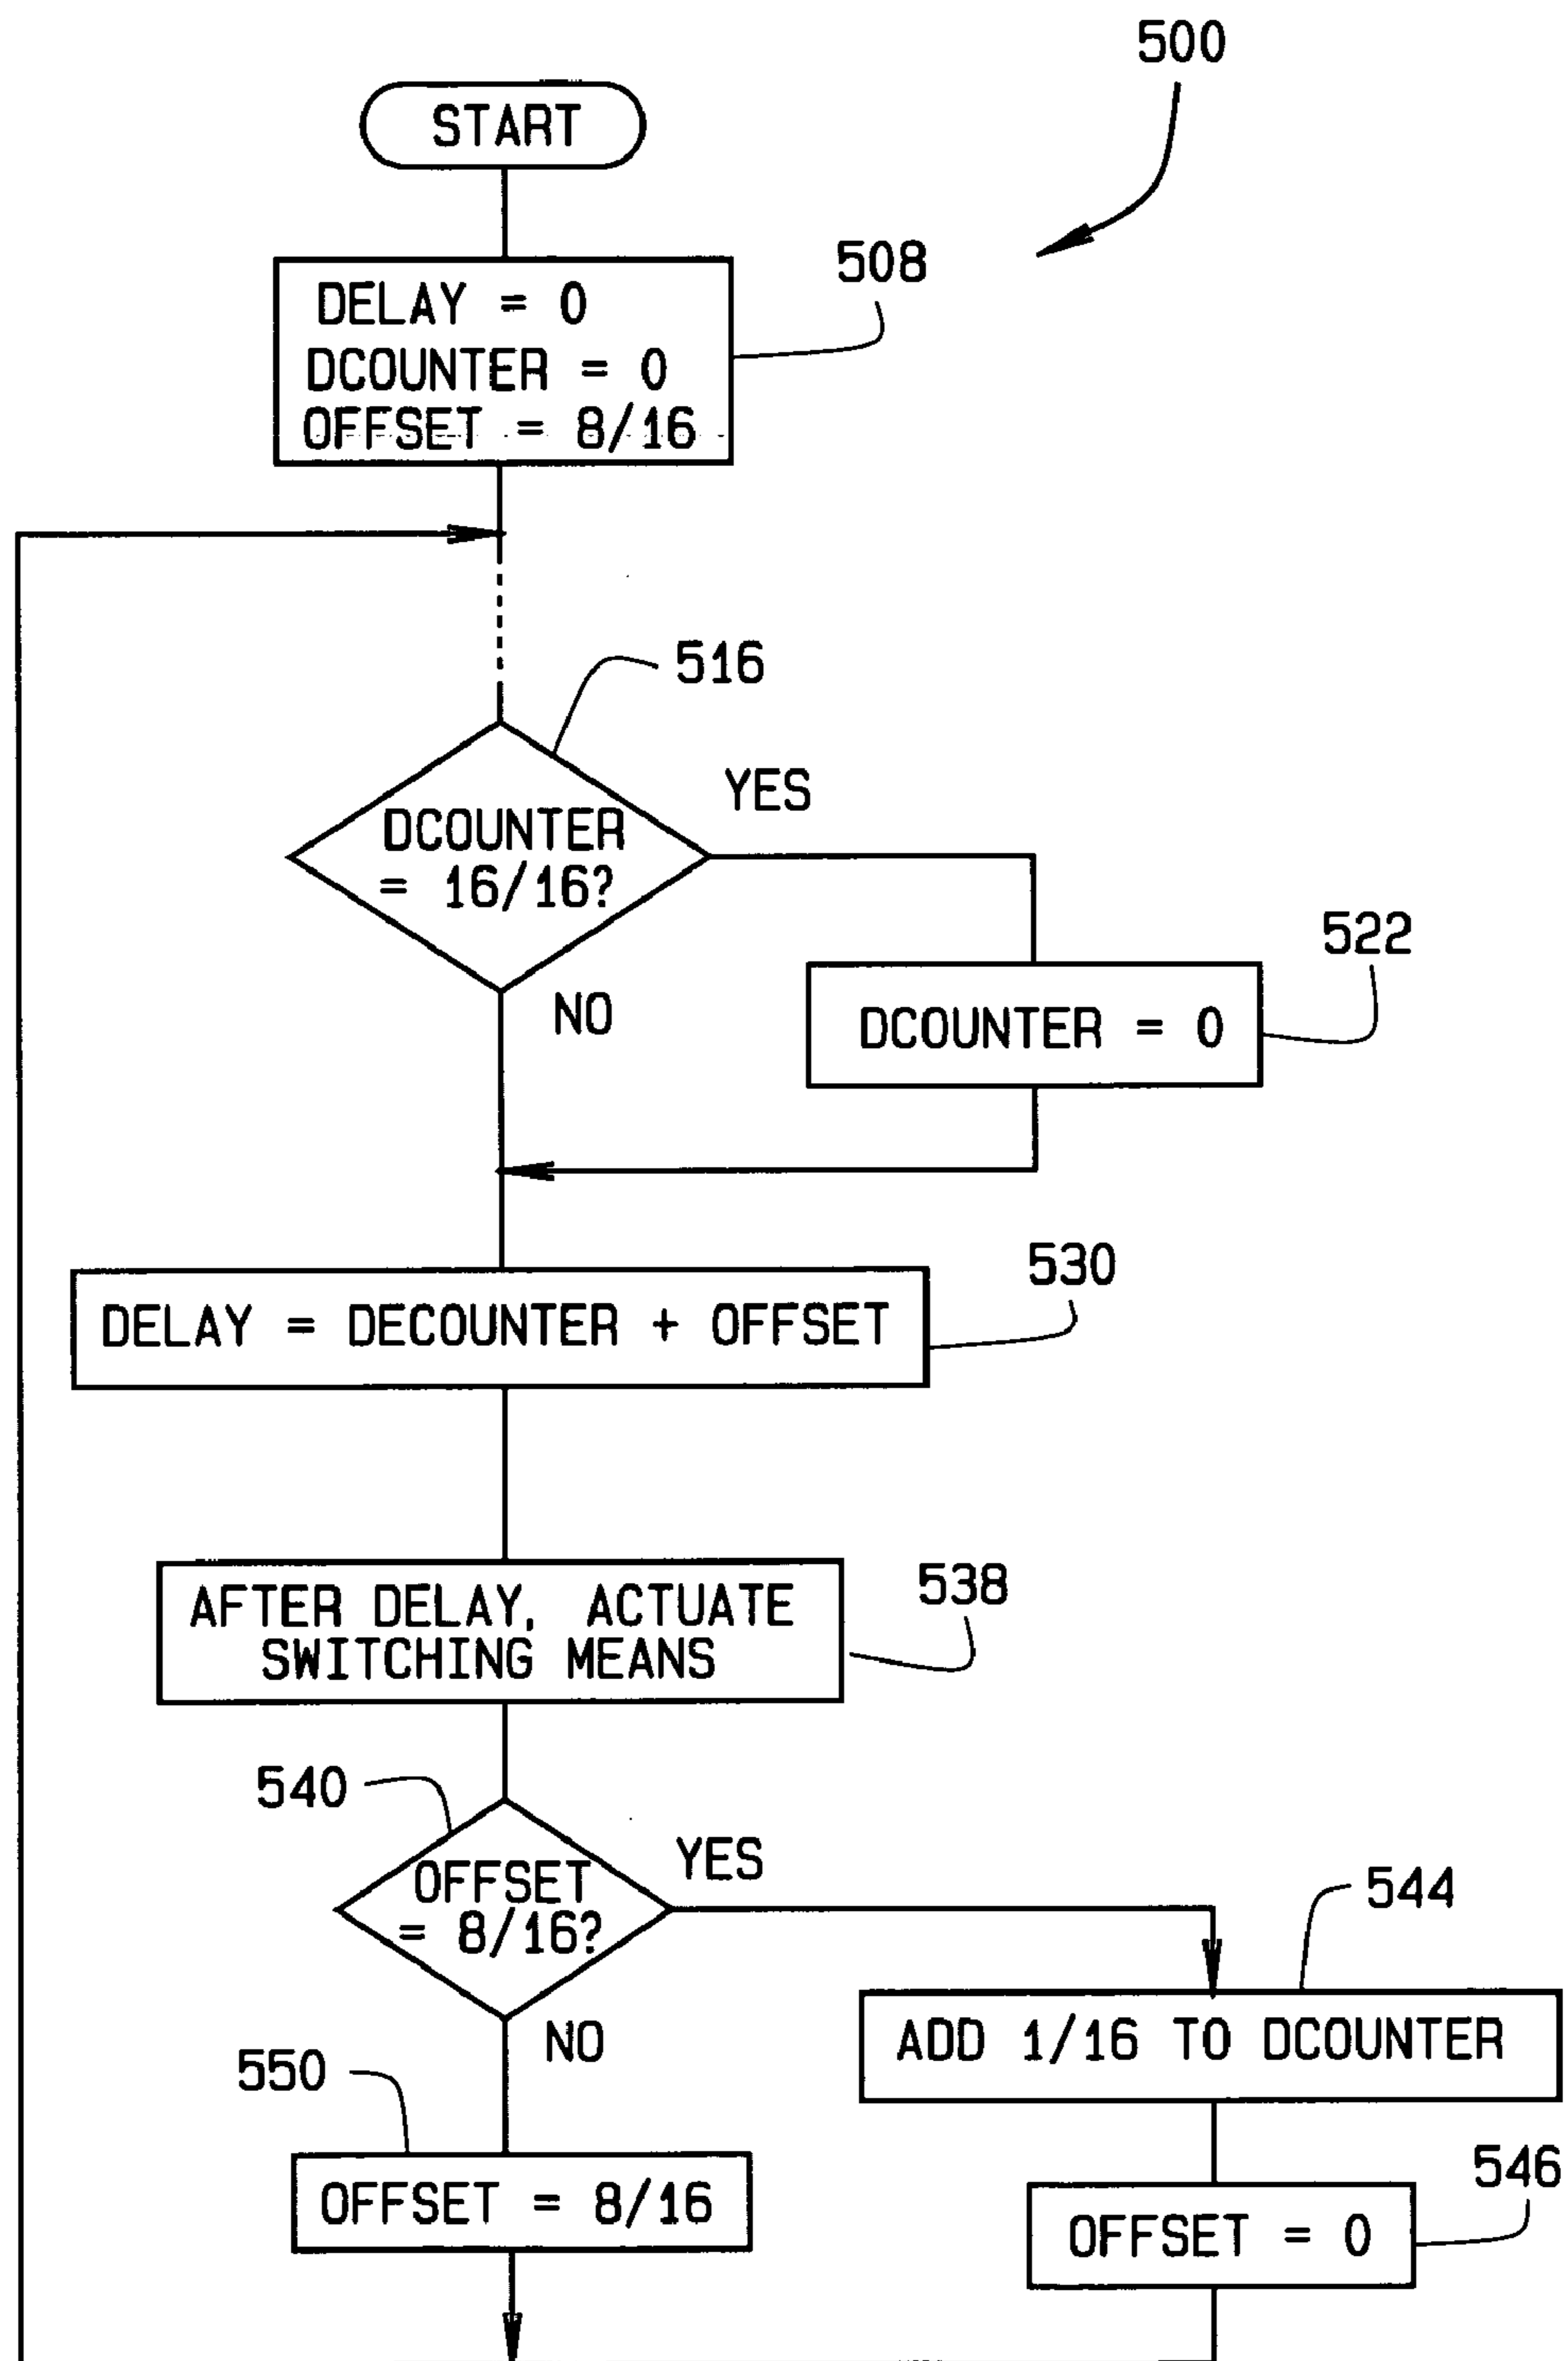 500
START
508
DELAY = 0
DCOUNTER = 0
OFFSET = 8/16
516
DCOUNTER
= 16/16?
YES
NO
522
DCOUNTER = 0
530
DELAY = DECOUNTER + OFFSET
538
AFTER DELAY, ACTUATE
SWITCHING MEANS
540
OFFSET
= 8/16?
YES
NO
544
ADD 1/16 TO DCOUNTER
550
OFFSET = 8/16
546
OFFSET = 0